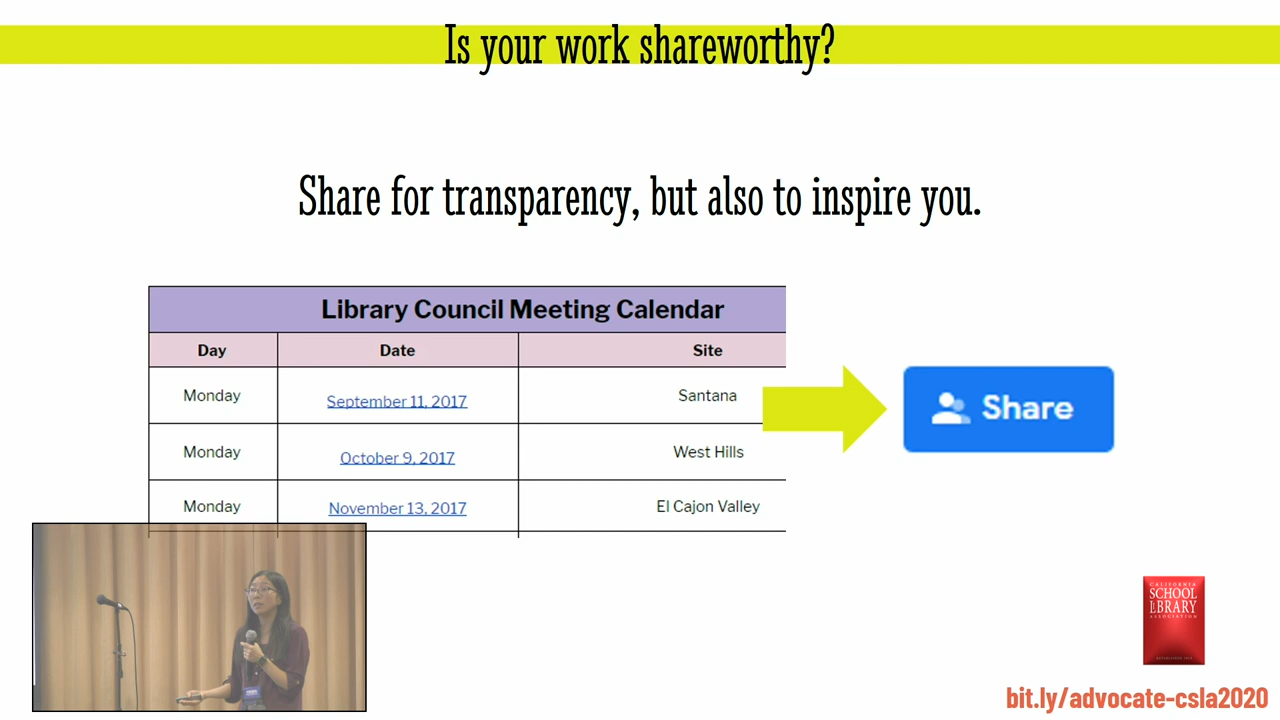 Is your work shareworthy?
Share for transparency, but also to inspire you.
Library Council Meeting Calendar
Day Date Site
Monday September 11, 2017 Santana
Monday October 9, 2017 West Hills
Monday November 13, 2017 El Cajon Valley
Share
CALIFORNIA
SCHOOL
LIBRARY
ASSOCIATION
bit.ly/advocate-csla2020